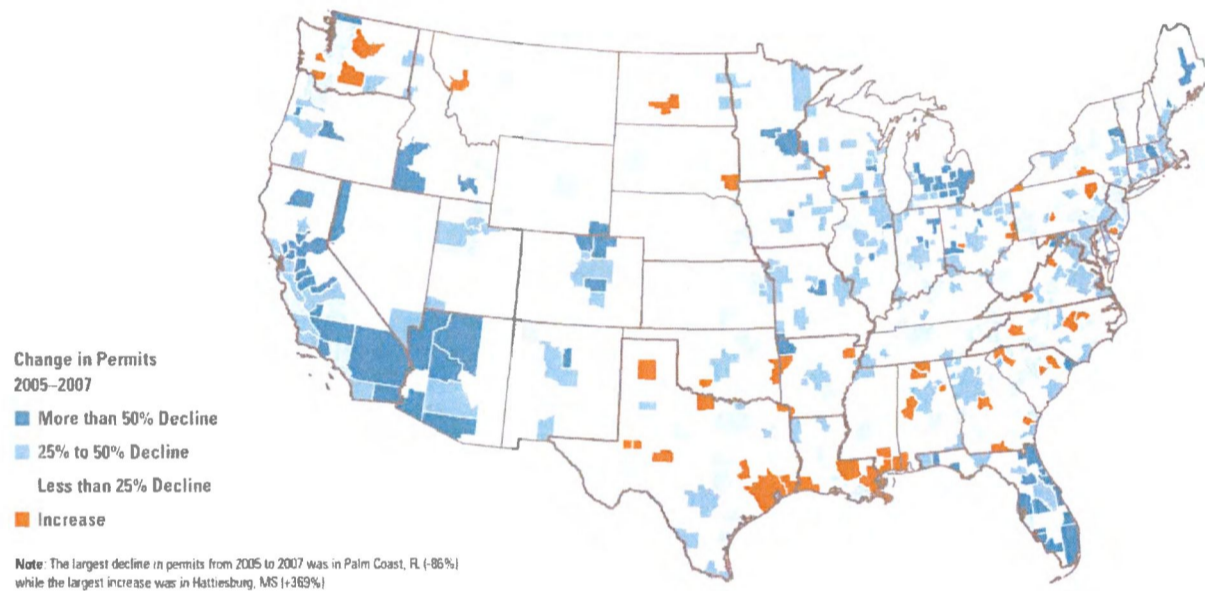 Change in Permits
2005–2007
More than 50% Decline
25% to 50% Decline
Less than 25% Decline
Increase
Note: The largest decline in permits from 2005 to 2007 was in Palm Coast, FL (-86%)
while the largest increase was in Hattiesburg, MS (+369%)